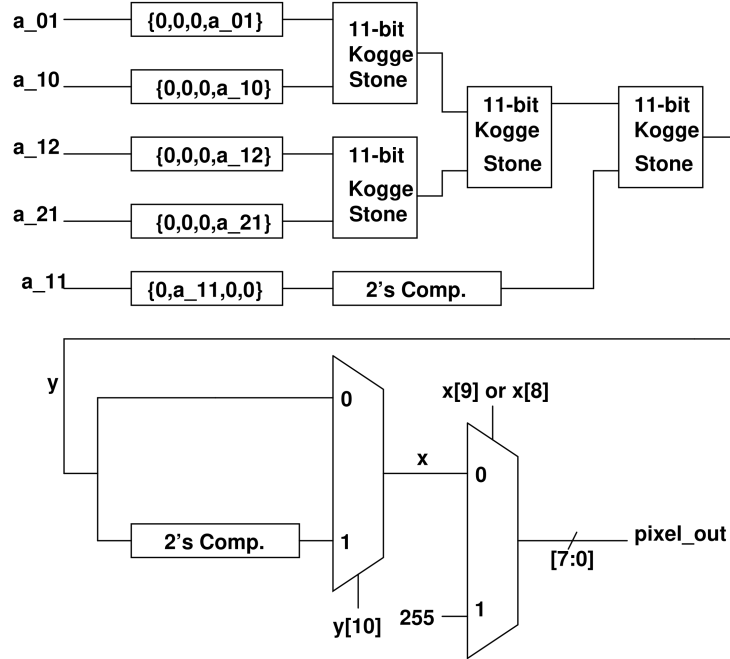 a_01
{0,0,0,a_01}
11-bit
Kogge
Stone
a_10
{0,0,0,a_10}
11-bit
Kogge
Stone
11-bit
Kogge
Stone
a_12
{0,0,0,a_12}
11-bit
Kogge
Stone
a_21
{0,0,0,a_21}
a_11
{0,a_11,0,0}
2's Comp.
y
0
x[9] or x[8]
x
0
2's Comp.
1
pixel_out
[7:0]
y[10]
255
1